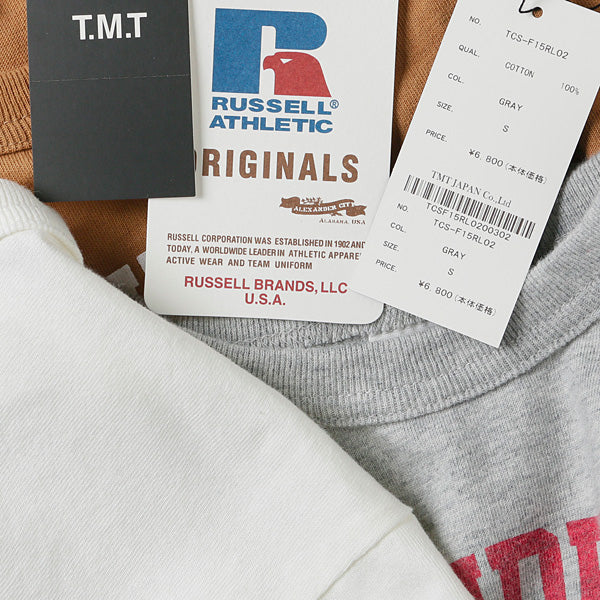 T.M.T
R
RUSSELL®
ATHLETIC
ORIGINALS
ALEXANDER CITY
ALABAMA, USA
RUSSELL CORPORATION WAS ESTABLISHED IN 1902 AND
TODAY, A WORLDWIDE LEADER IN ATHLETIC APPAREL
ACTIVE WEAR AND TEAM UNIFORM
RUSSELL BRANDS, LLC
U.S.A.
NO. TCS-F15RL02
QUAL. COTTON 100%
COL. GRAY
SIZE. S
PRICE. ¥6,800(本体価格)
TMT JAPAN Co.,Ltd
TCSF15RL0200302
NO. TCS-F15RL02
COL. GRAY
SIZE. S
PRICE. ¥6,800(本体価格)